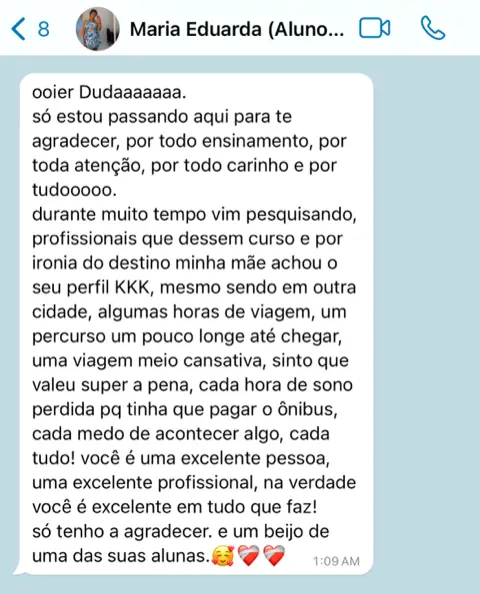 8 Maria Eduarda (Aluno...
ooier Dudaaaaaaa.
só estou passando aqui para te
agradecer, por todo ensinamento, por
toda atenção, por todo carinho e por
tudooooo.
durante muito tempo vim pesquisando,
profissionais que dessem curso e por
ironia do destino minha mãe achou o
seu perfil KKK, mesmo sendo em outra
cidade, algumas horas de viagem, um
percurso um pouco longe até chegar,
uma viagem meio cansativa, sinto que
valeu super a pena, cada hora de sono
perdida pq tinha que pagar o ônibus,
cada medo de acontecer algo, cada
tudo! você é uma excelente pessoa,
uma excelente profissional, na verdade
você é excelente em tudo que faz!
só tenho a agradecer. e um beijo de
uma das suas alunas.🥰❤️‍🩹❤️‍🩹 1:09 AM